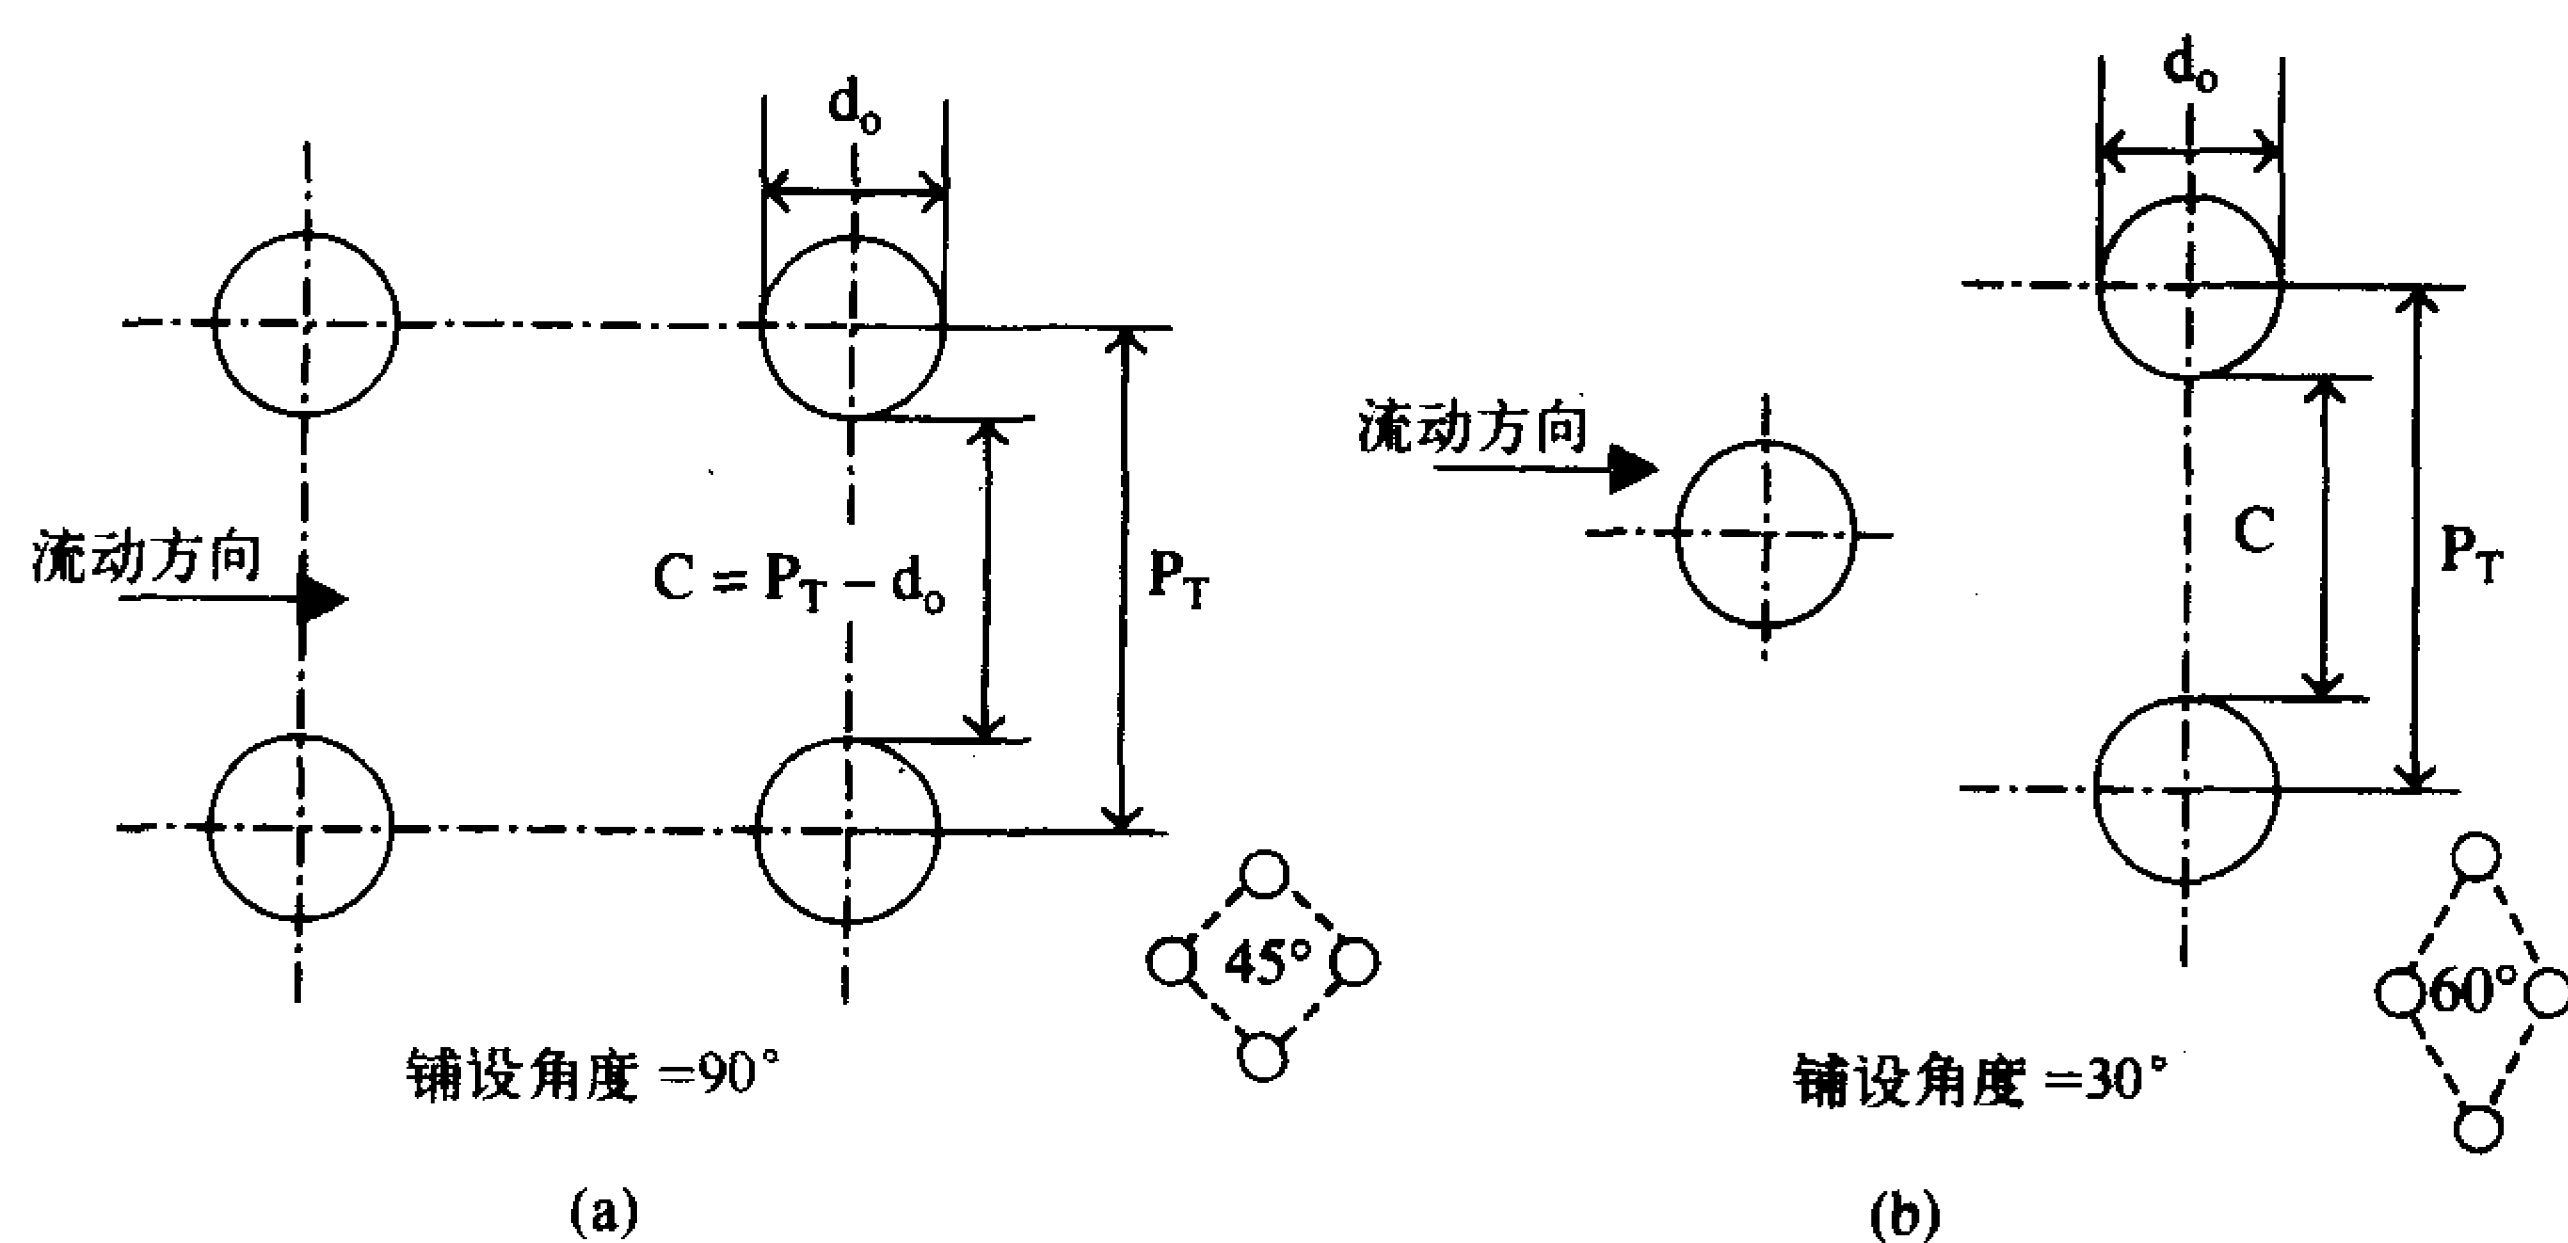 d₀
流动方向
C = P_T − d₀
P_T
45°
铺设角度 =90°
(a)
d₀
流动方向
C
P_T
60°
铺设角度 =30°
(b)